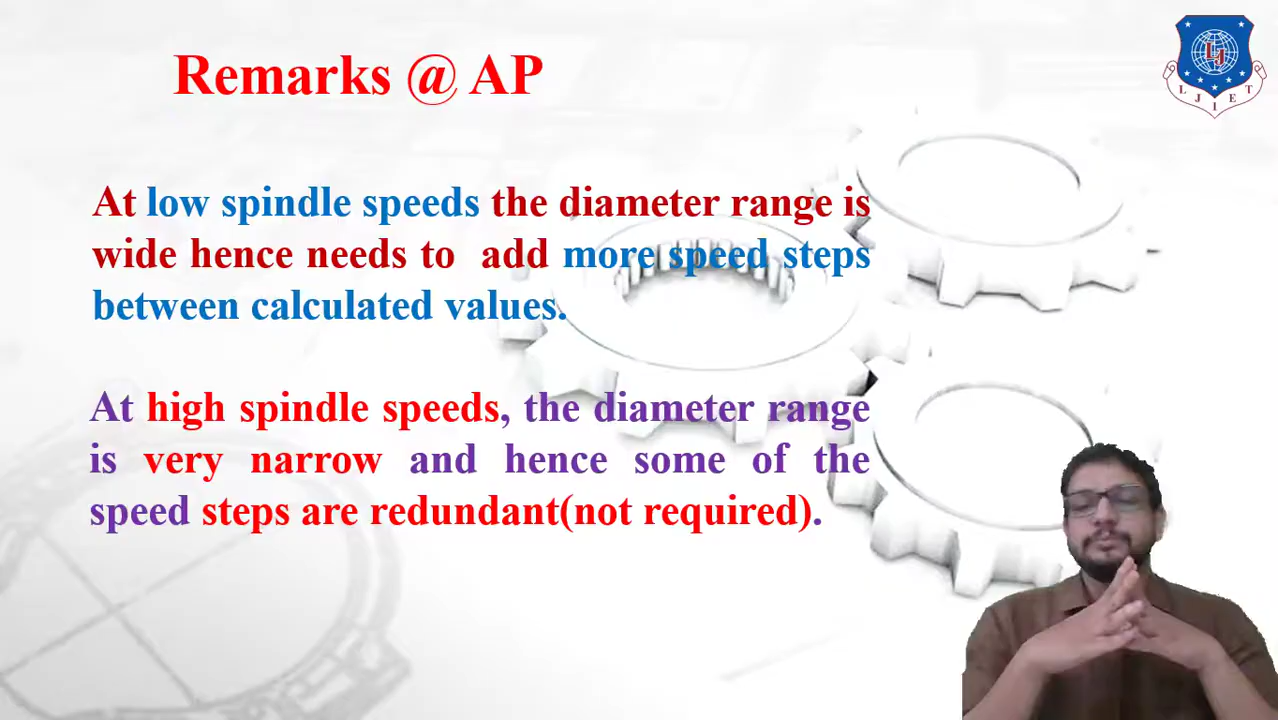 Remarks @ AP
LJIET
At low spindle speeds the diameter range is
wide hence needs to add more speed steps
between calculated values.
At high spindle speeds, the diameter range
is very narrow and hence some of the
speed steps are redundant(not required).